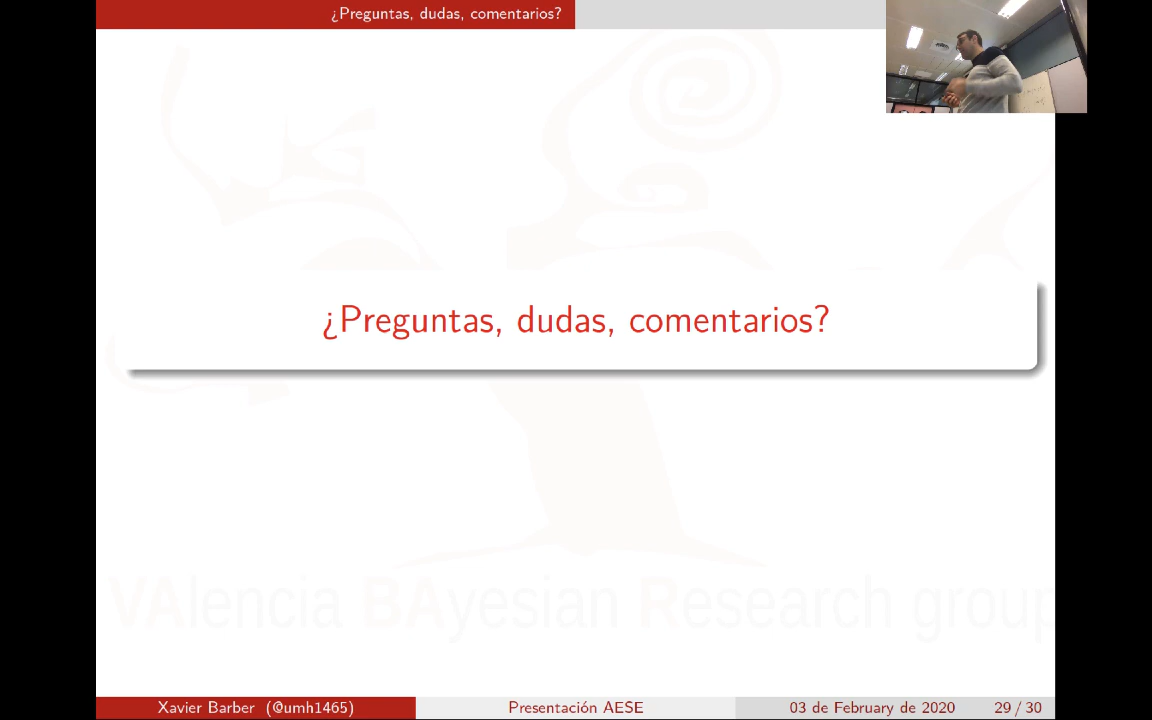 ¿Preguntas, dudas, comentarios?
¿Preguntas, dudas, comentarios?
VAlencia BAyesian Research group
Xavier Barber (@umh1465)
Presentación AESE
03 de February de 2020
29 / 30